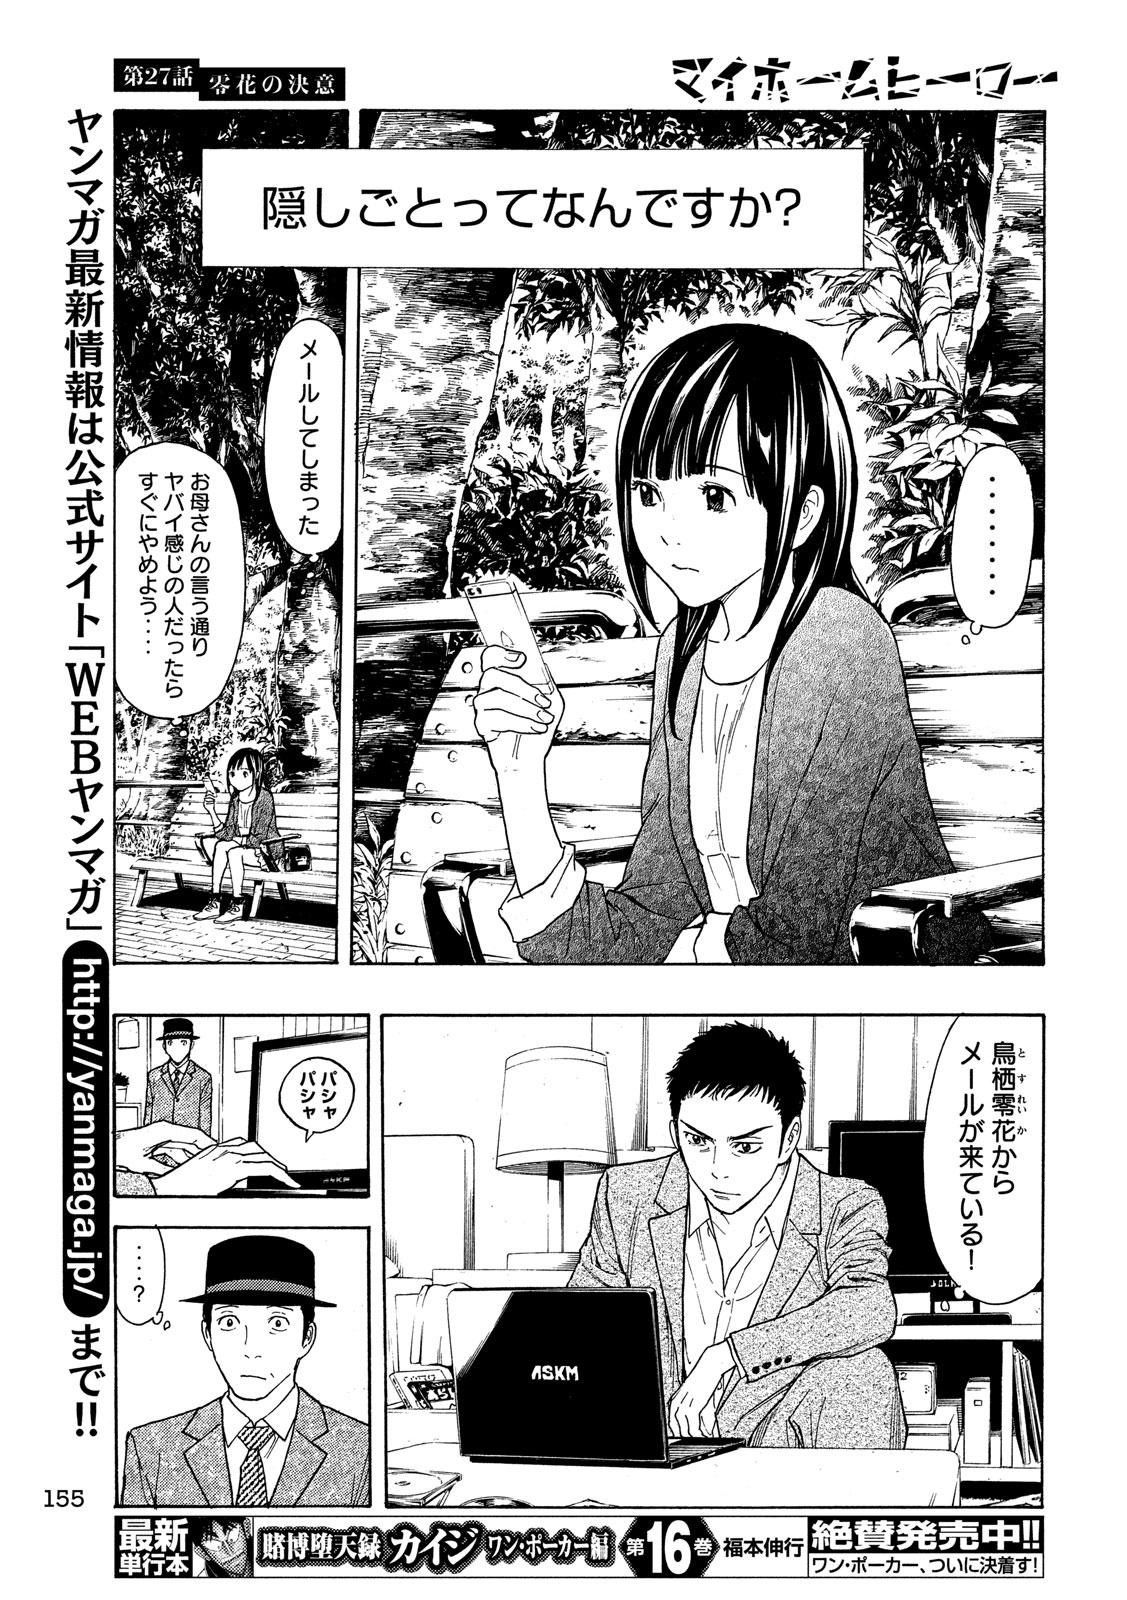 第27話
零花の決意
マイホームヒーロー
隠しごとってなんですか?
・・・・・・・・
メールしてしまった
お母さんの言う通り
ヤバイ感じの人だったら
すぐにやめよう・・・・
鳥栖零花から
とすれいか
メールが来ている!
ASKM
パシャ
パシャ
・・・・?
ヤンマガ最新情報は公式サイト「WEBヤンマガ」http://yanmaga.jp/まで!!
155
最新
単行本
賭博堕天録カイジ ワン・ポーカー編
第16巻
福本伸行
絶賛発売中!!
ワン・ポーカー、ついに決着す!